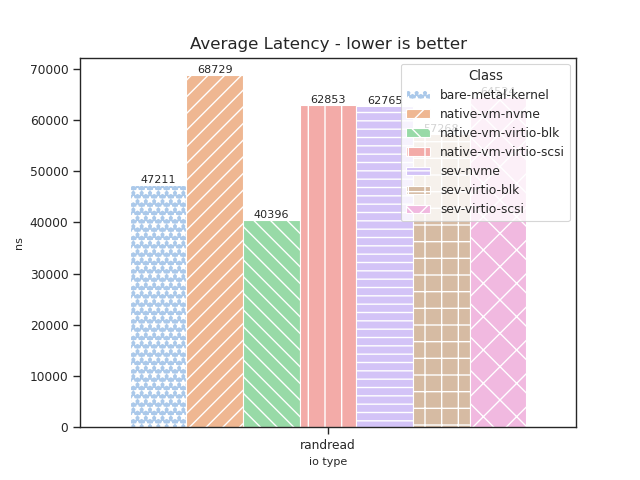 Average Latency - lower is better
70000
60000
50000
40000
30000
20000
10000
0
ns
47211
68729
40396
62853
62765
Class
bare-metal-kernel
native-vm-nvme
native-vm-virtio-blk
native-vm-virtio-scsi
sev-nvme
sev-virtio-blk
sev-virtio-scsi
randread
io type